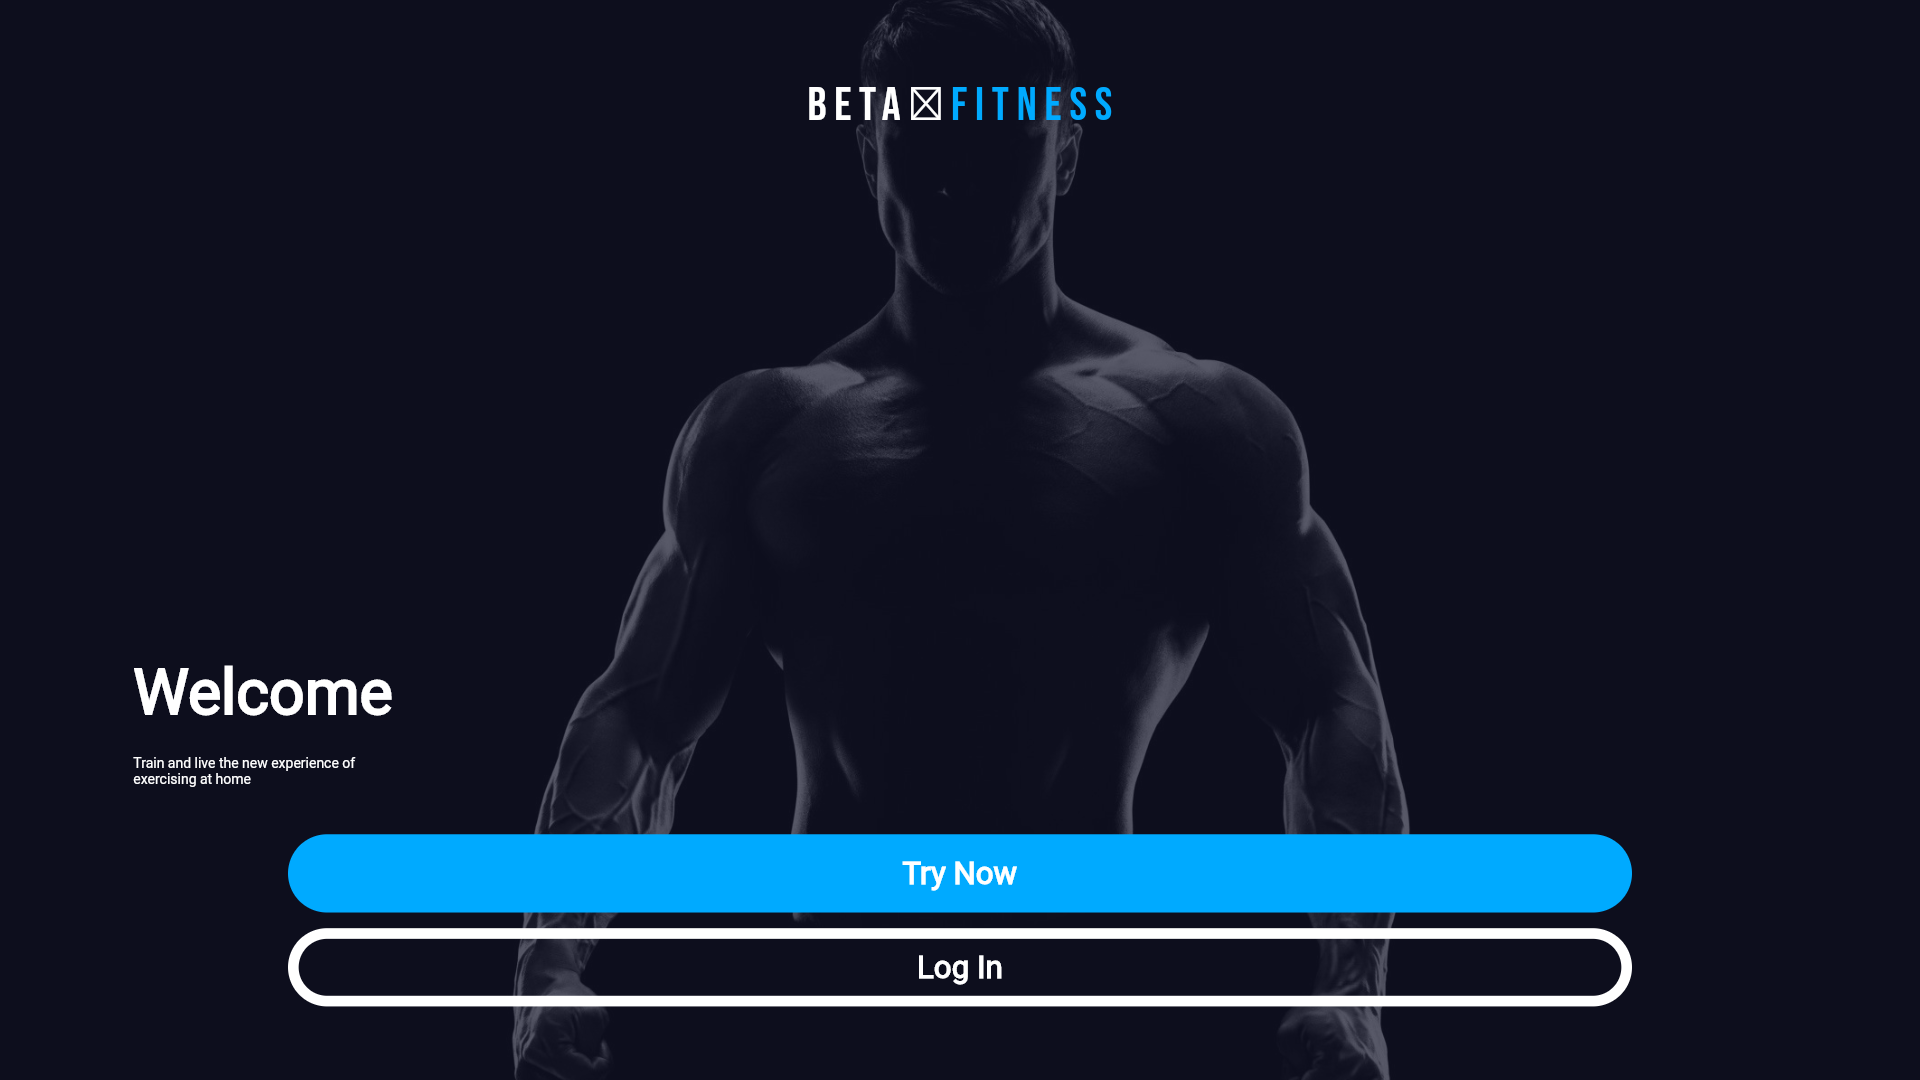 BETA FITNESS
Welcome
Train and live the new experience of
exercising at home
Try Now
Log In